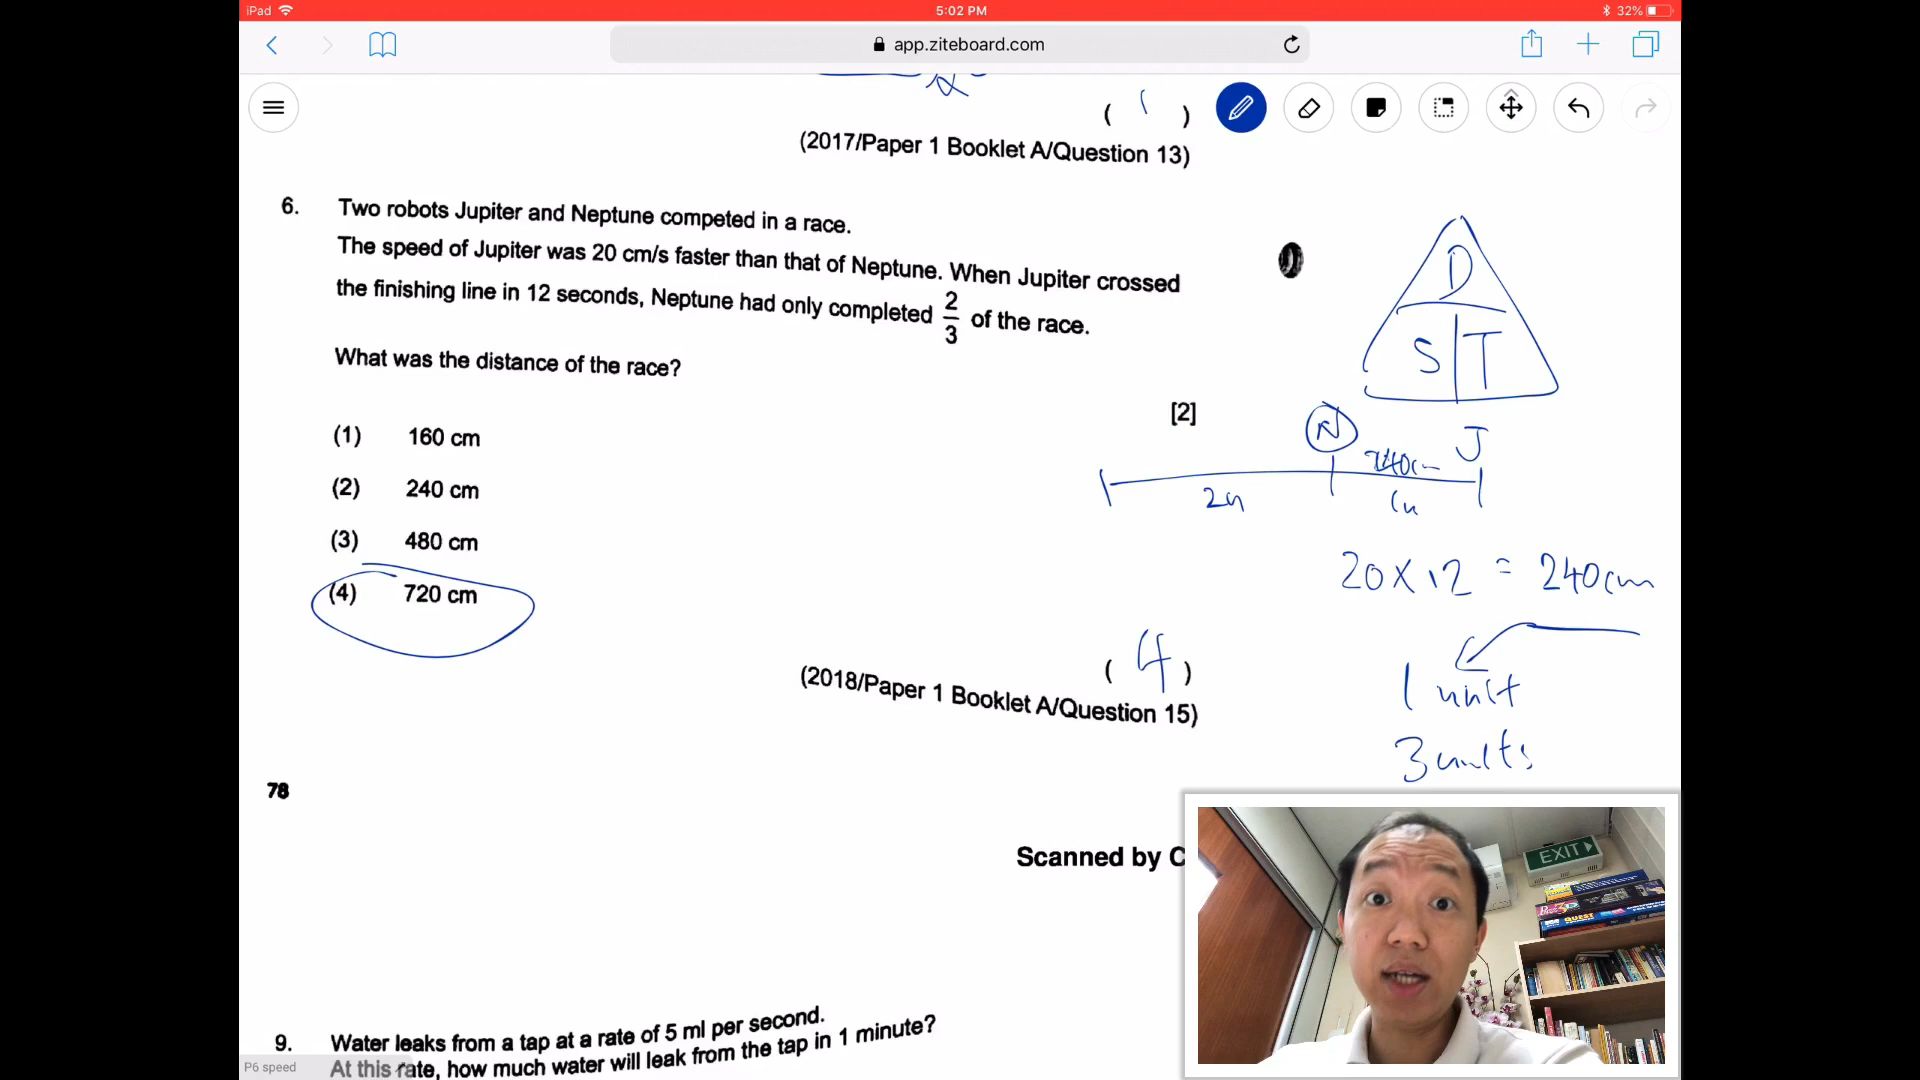 iPad
5:02 PM
32%
app.ziteboard.com
( 1 )
(2017/Paper 1 Booklet A/Question 13)
6. Two robots Jupiter and Neptune competed in a race.
The speed of Jupiter was 20 cm/s faster than that of Neptune. When Jupiter crossed
the finishing line in 12 seconds, Neptune had only completed 2/3 of the race.
What was the distance of the race?
[2]
(1) 160 cm
(2) 240 cm
(3) 480 cm
(4) 720 cm
( 4 )
(2018/Paper 1 Booklet A/Question 15)
D
S T
N 240cm J
2u 1u
20 X 12 = 240cm
1 unit
3 units
78
Scanned by C
EXIT
QUEST
9. Water leaks from a tap at a rate of 5 ml per second.
At this rate, how much water will leak from the tap in 1 minute?
P6 speed